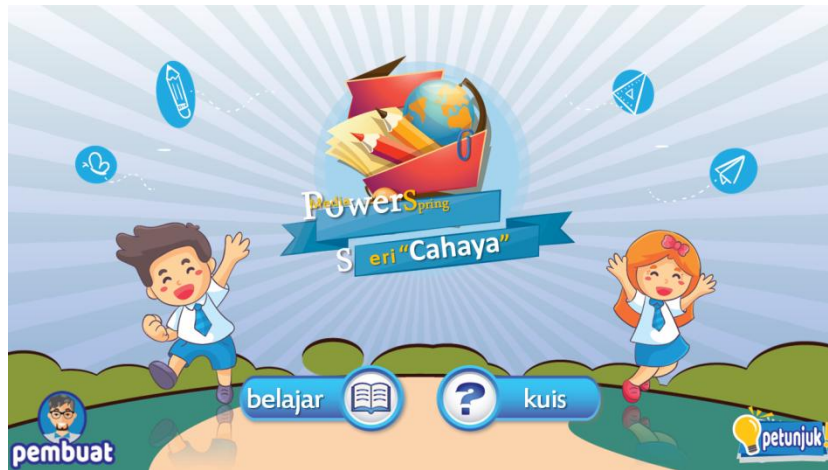 Media
PowerSpring
Seri "Cahaya"
belajar
? kuis
pembuat
petunjuk